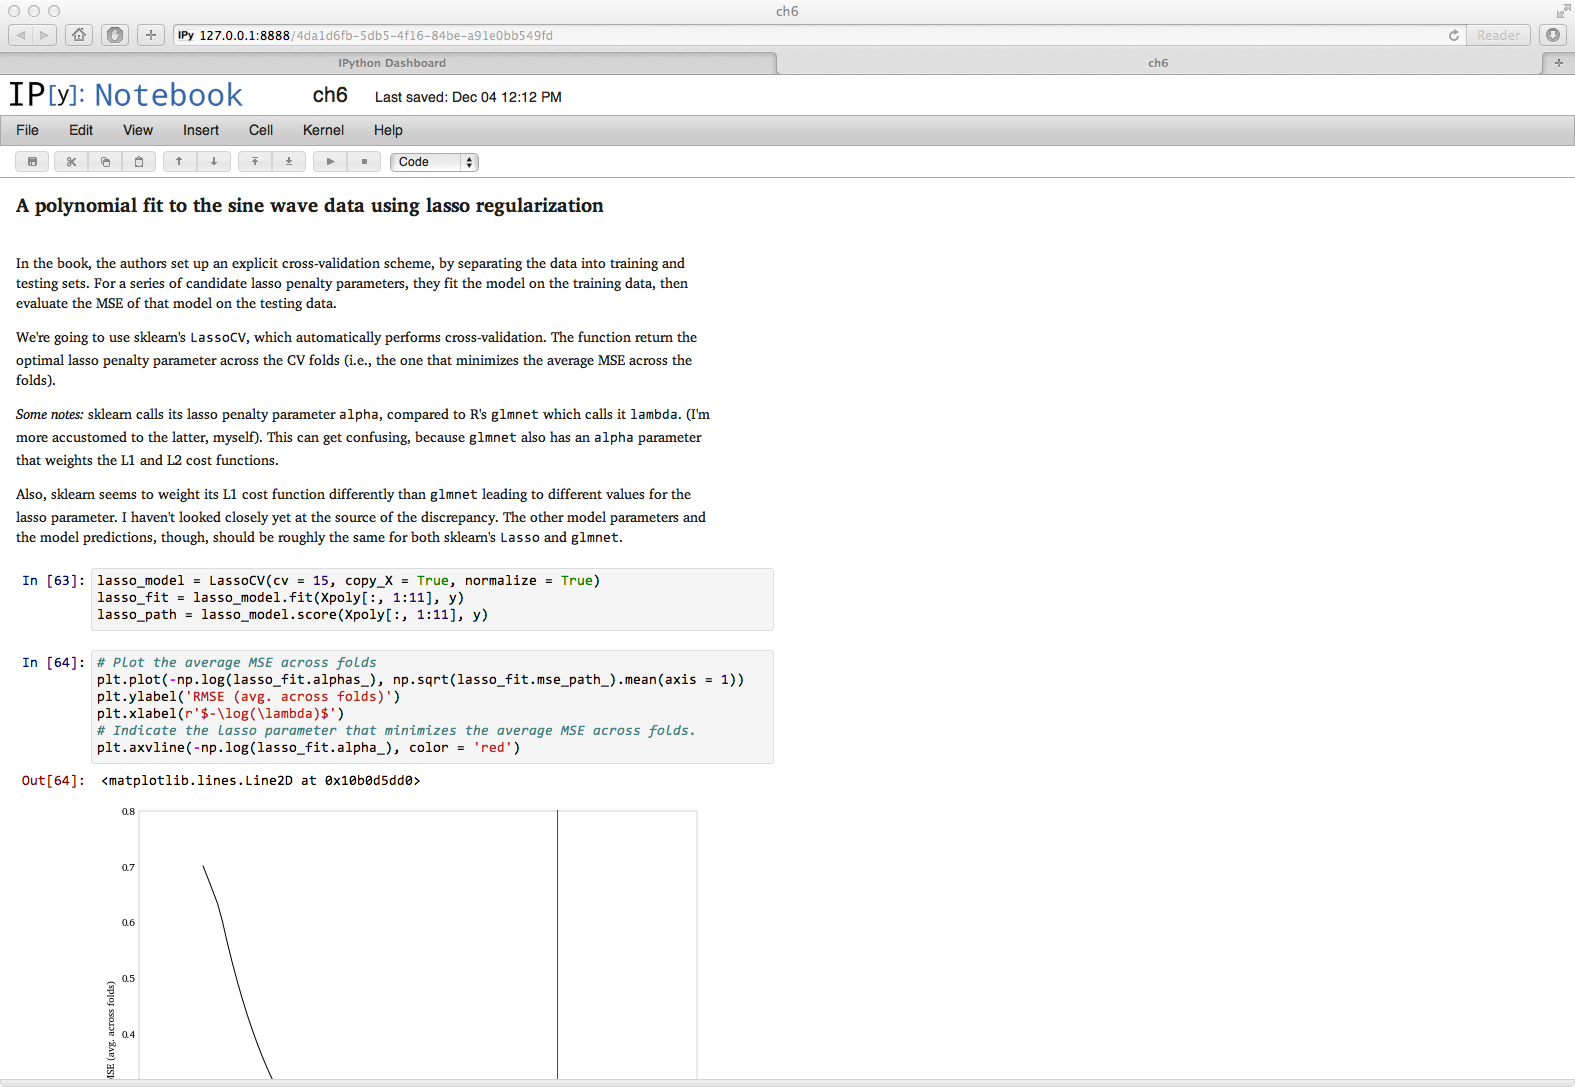 ch6
IPy 127.0.0.1:8888/4da1d6fb-5db5-4f16-84be-a91e0bb549fd
Reader
IPython Dashboard
ch6
IP[y]: Notebook
ch6
Last saved: Dec 04 12:12 PM
File Edit View Insert Cell Kernel Help
Code
A polynomial fit to the sine wave data using lasso regularization
In the book, the authors set up an explicit cross-validation scheme, by separating the data into training and
testing sets. For a series of candidate lasso penalty parameters, they fit the model on the training data, then
evaluate the MSE of that model on the testing data.
We're going to use sklearn's LassoCV, which automatically performs cross-validation. The function return the
optimal lasso penalty parameter across the CV folds (i.e., the one that minimizes the average MSE across the
folds).
Some notes: sklearn calls its lasso penalty parameter alpha, compared to R's glmnet which calls it lambda. (I'm
more accustomed to the latter, myself). This can get confusing, because glmnet also has an alpha parameter
that weights the L1 and L2 cost functions.
Also, sklearn seems to weight its L1 cost function differently than glmnet leading to different values for the
lasso parameter. I haven't looked closely yet at the source of the discrepancy. The other model parameters and
the model predictions, though, should be roughly the same for both sklearn's Lasso and glmnet.
In [63]: lasso_model = LassoCV(cv = 15, copy_X = True, normalize = True)
lasso_fit = lasso_model.fit(Xpoly[:, 1:11], y)
lasso_path = lasso_model.score(Xpoly[:, 1:11], y)
In [64]: # Plot the average MSE across folds
plt.plot(-np.log(lasso_fit.alphas_), np.sqrt(lasso_fit.mse_path_).mean(axis = 1))
plt.ylabel('RMSE (avg. across folds)')
plt.xlabel(r'$-\log(\lambda)$')
# Indicate the lasso parameter that minimizes the average MSE across folds.
plt.axvline(-np.log(lasso_fit.alpha_), color = 'red')
Out[64]: <matplotlib.lines.Line2D at 0x10b0d5dd0>
0.8
0.7
0.6
0.5
0.4
MSE (avg. across folds)